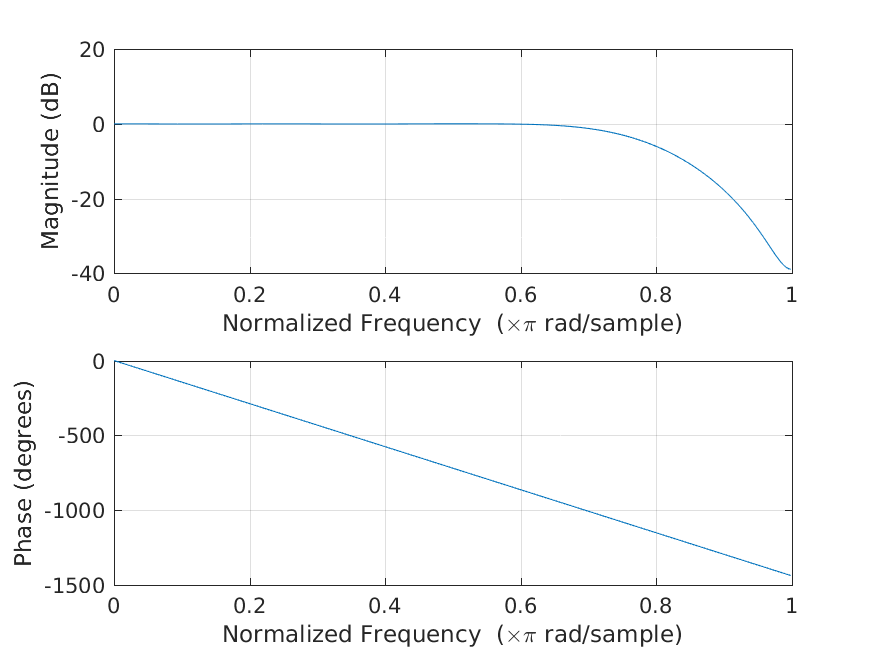 20
0
-20
-40
Magnitude (dB)
0 0.2 0.4 0.6 0.8 1
Normalized Frequency (×π rad/sample)
0
-500
-1000
-1500
Phase (degrees)
0 0.2 0.4 0.6 0.8 1
Normalized Frequency (×π rad/sample)